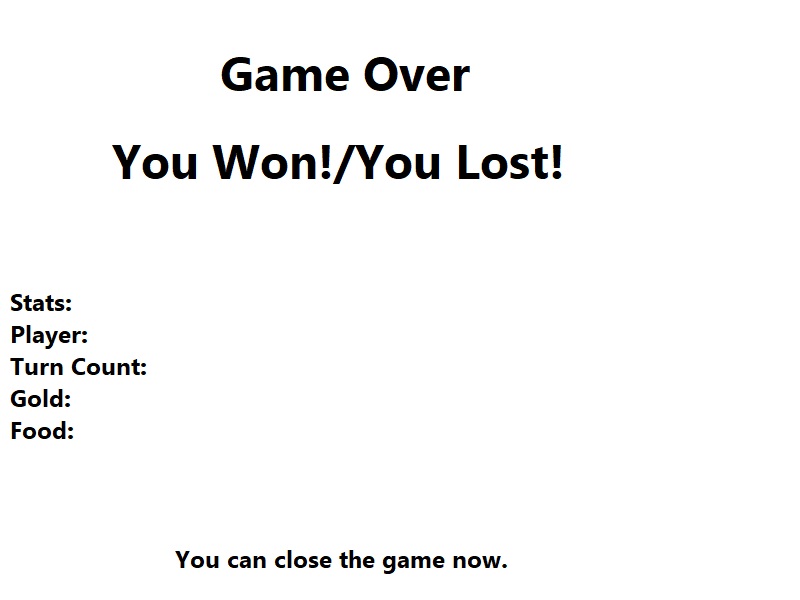 Game Over
You Won!/You Lost!
Stats:
Player:
Turn Count:
Gold:
Food:
You can close the game now.